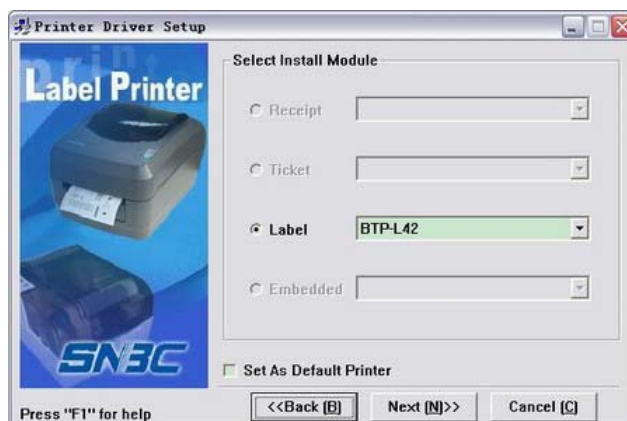 Printer Driver Setup
print
Label Printer
SNBC
Press "F1" for help
Select Install Module
Receipt
Ticket
Label
BTP-L42
Embedded
Set As Default Printer
<<Back (B)
Next (N)>>
Cancel (C)